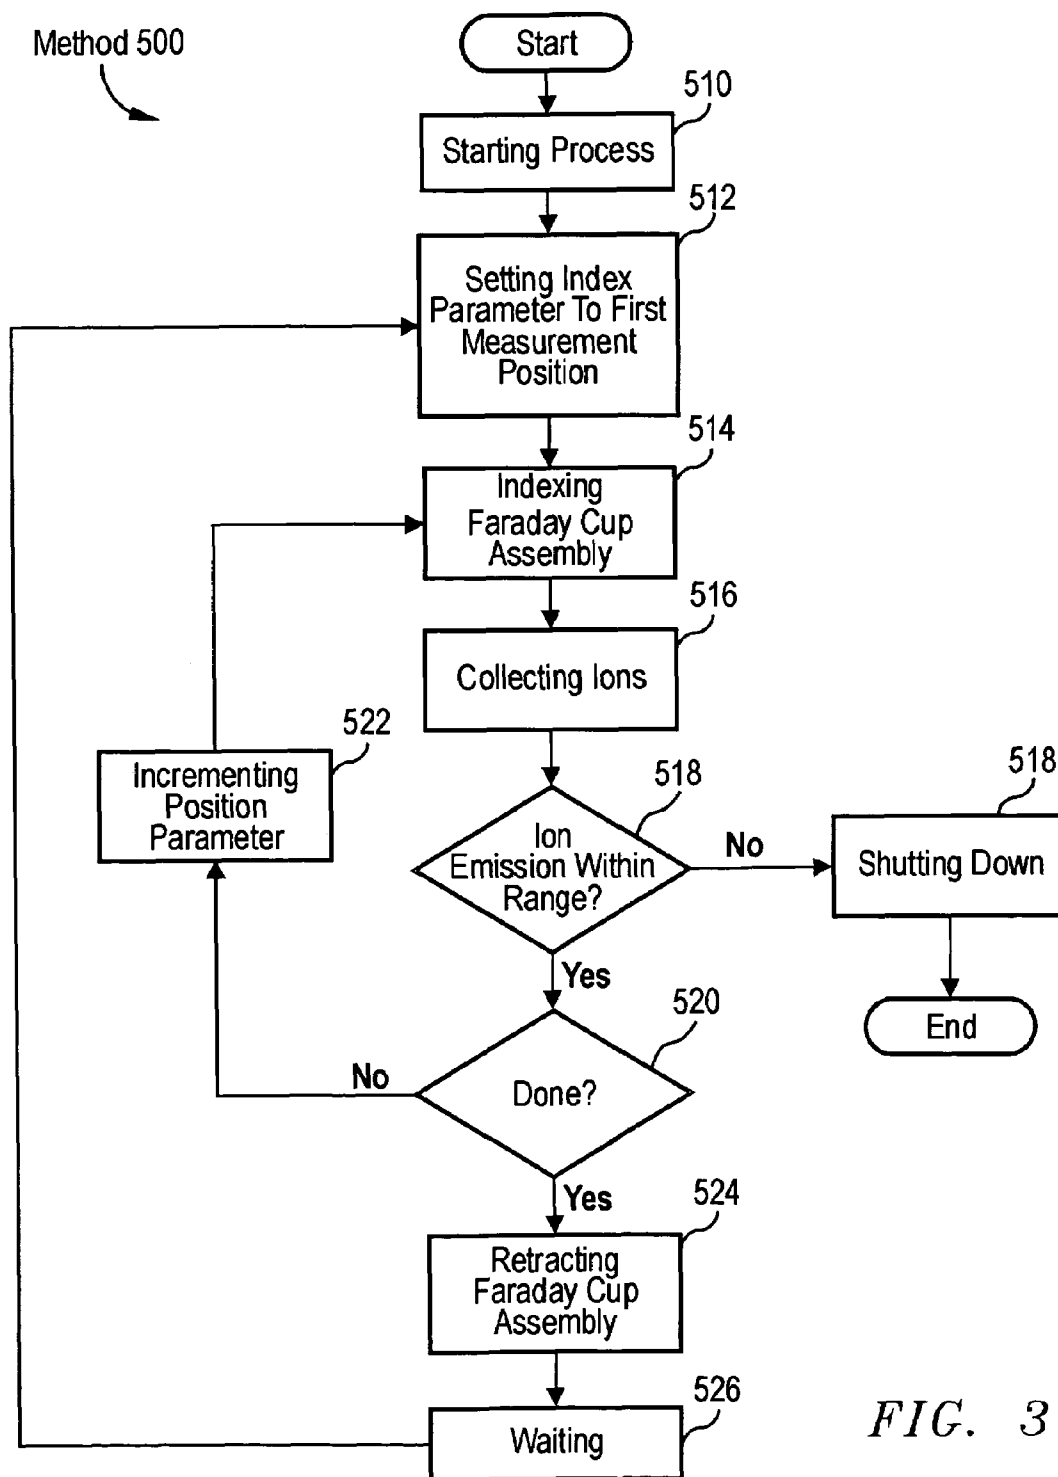 Method 500
Start
510
Starting Process
512
Setting Index
Parameter To First
Measurement
Position
514
Indexing
Faraday Cup
Assembly
516
Collecting Ions
522
Incrementing
Position
Parameter
518
Ion
Emission Within
Range?
No
518
Shutting Down
Yes
End
520
Done?
No
Yes
524
Retracting
Faraday Cup
Assembly
526
Waiting
FIG. 3